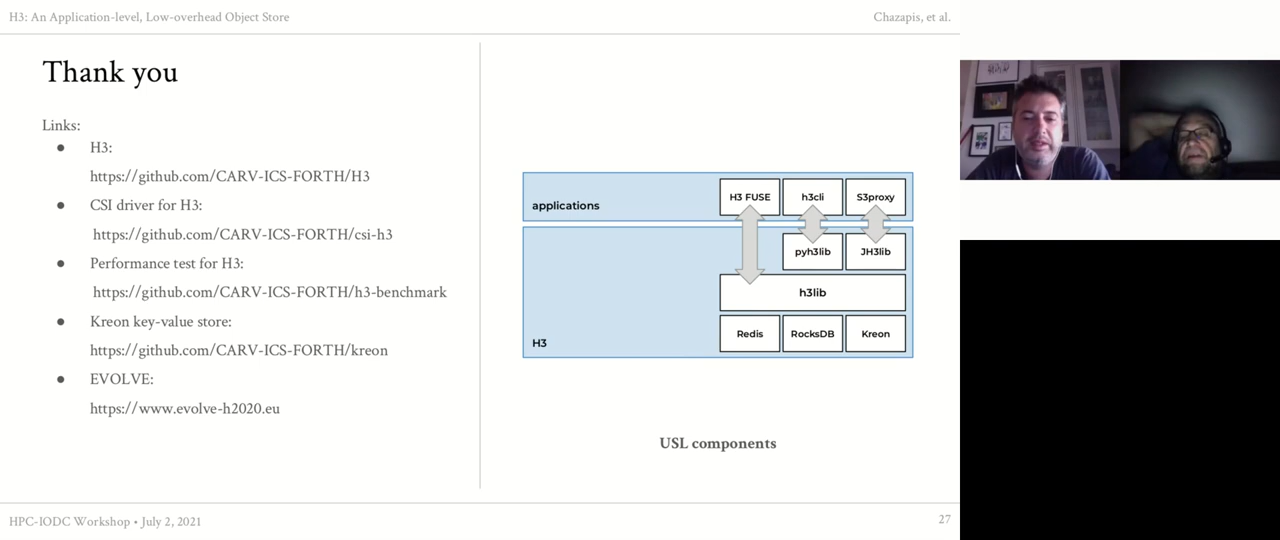 H3: An Application-level, Low-overhead Object Store
Chazapis, et al.
Thank you
Links:
● H3:
https://github.com/CARV-ICS-FORTH/H3
● CSI driver for H3:
https://github.com/CARV-ICS-FORTH/csi-h3
● Performance test for H3:
https://github.com/CARV-ICS-FORTH/h3-benchmark
● Kreon key-value store:
https://github.com/CARV-ICS-FORTH/kreon
● EVOLVE:
https://www.evolve-h2020.eu
applications
H3 FUSE
h3cli
S3proxy
pyh3lib
JH3lib
h3lib
Redis
RocksDB
Kreon
H3
USL components
HPC-IODC Workshop • July 2, 2021
27